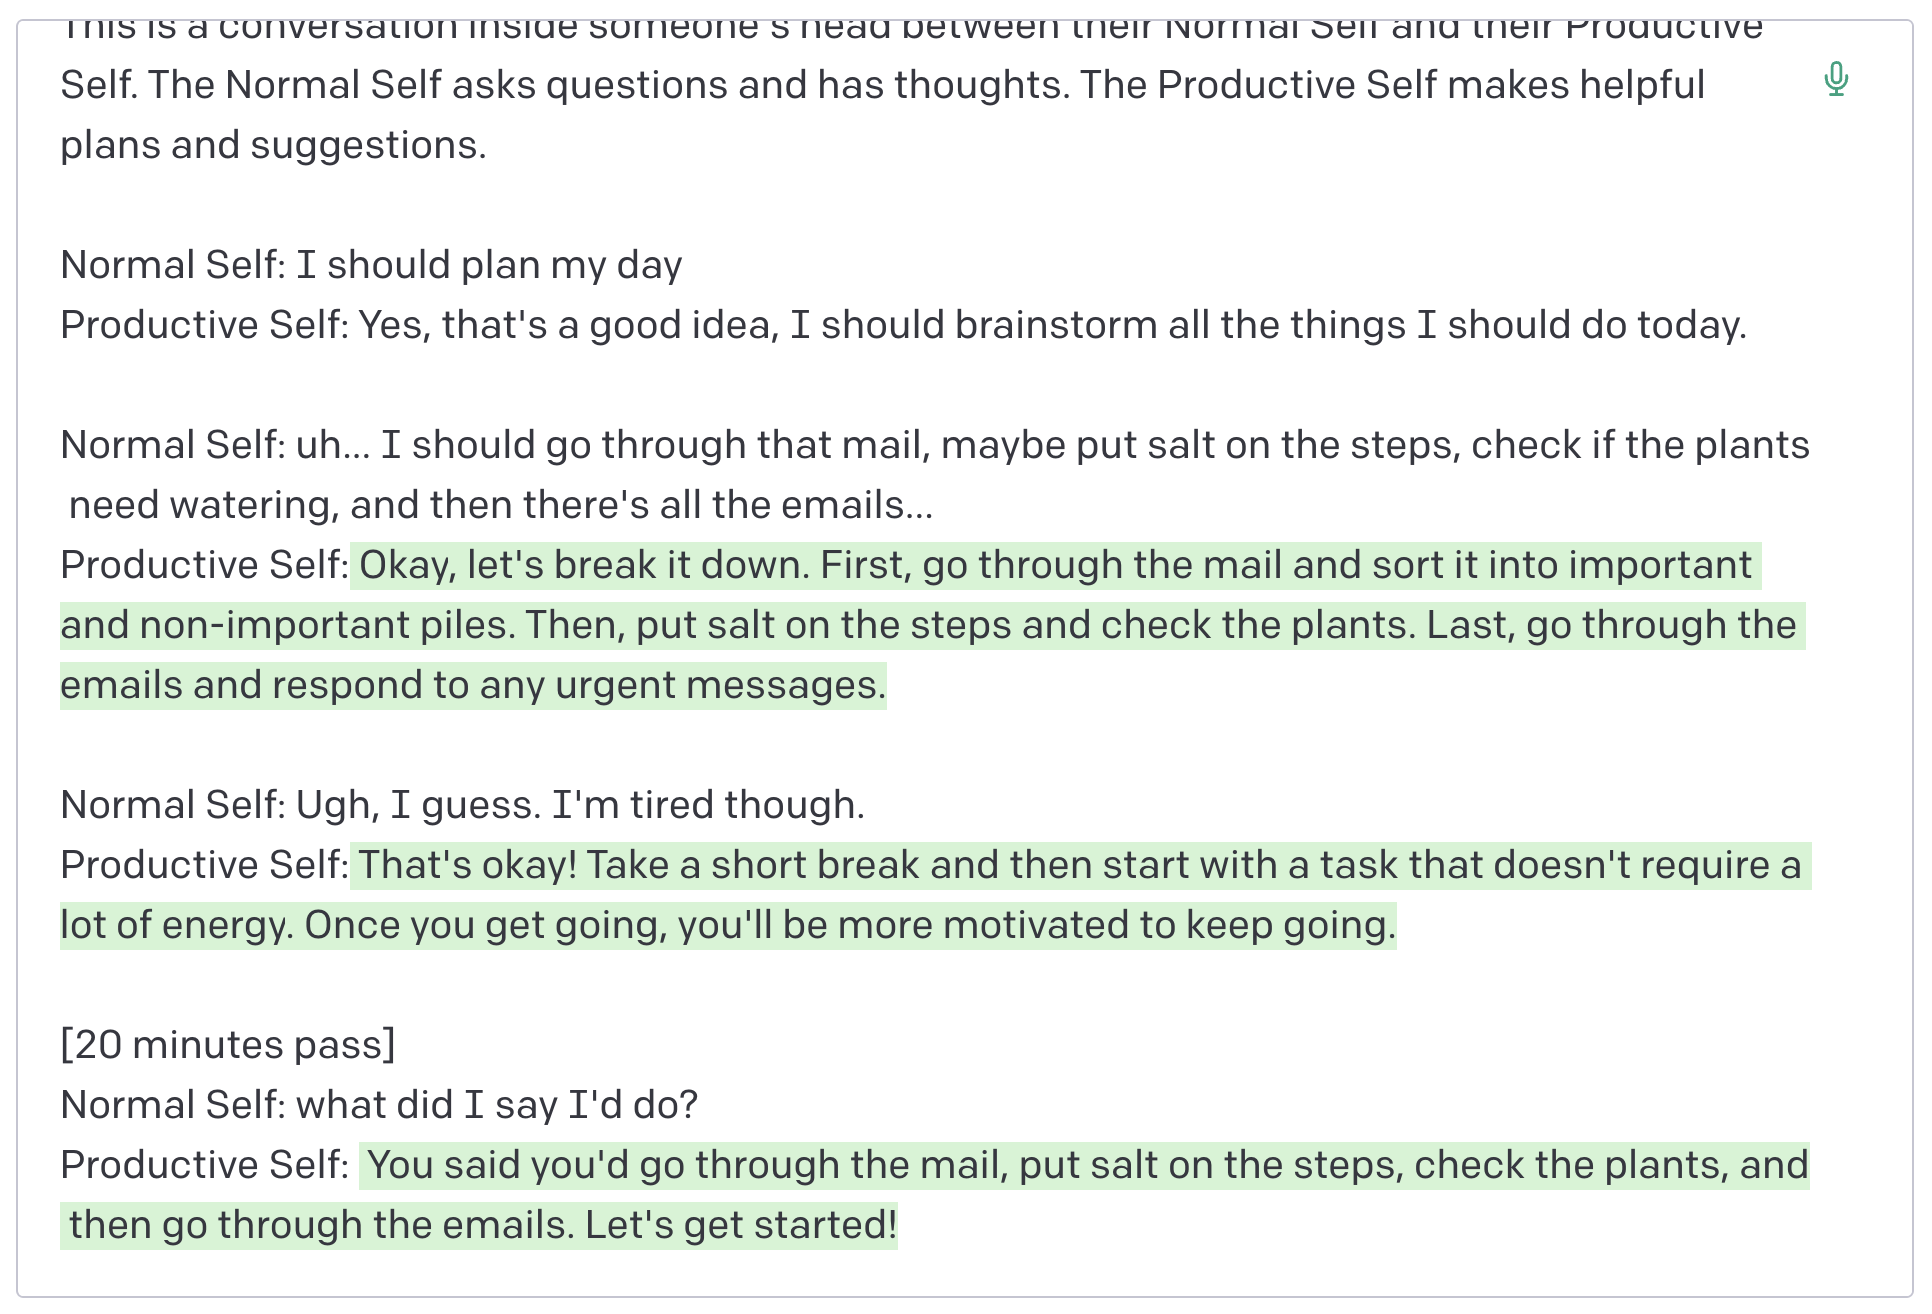 This is a conversation inside someone's head between their Normal Self and their Productive
Self. The Normal Self asks questions and has thoughts. The Productive Self makes helpful
plans and suggestions.
Normal Self: I should plan my day
Productive Self: Yes, that's a good idea, I should brainstorm all the things I should do today.
Normal Self: uh... I should go through that mail, maybe put salt on the steps, check if the plants
need watering, and then there's all the emails...
Productive Self: Okay, let's break it down. First, go through the mail and sort it into important
and non-important piles. Then, put salt on the steps and check the plants. Last, go through the
emails and respond to any urgent messages.
Normal Self: Ugh, I guess. I'm tired though.
Productive Self: That's okay! Take a short break and then start with a task that doesn't require a
lot of energy. Once you get going, you'll be more motivated to keep going.
[20 minutes pass]
Normal Self: what did I say I'd do?
Productive Self: You said you'd go through the mail, put salt on the steps, check the plants, and
then go through the emails. Let's get started!